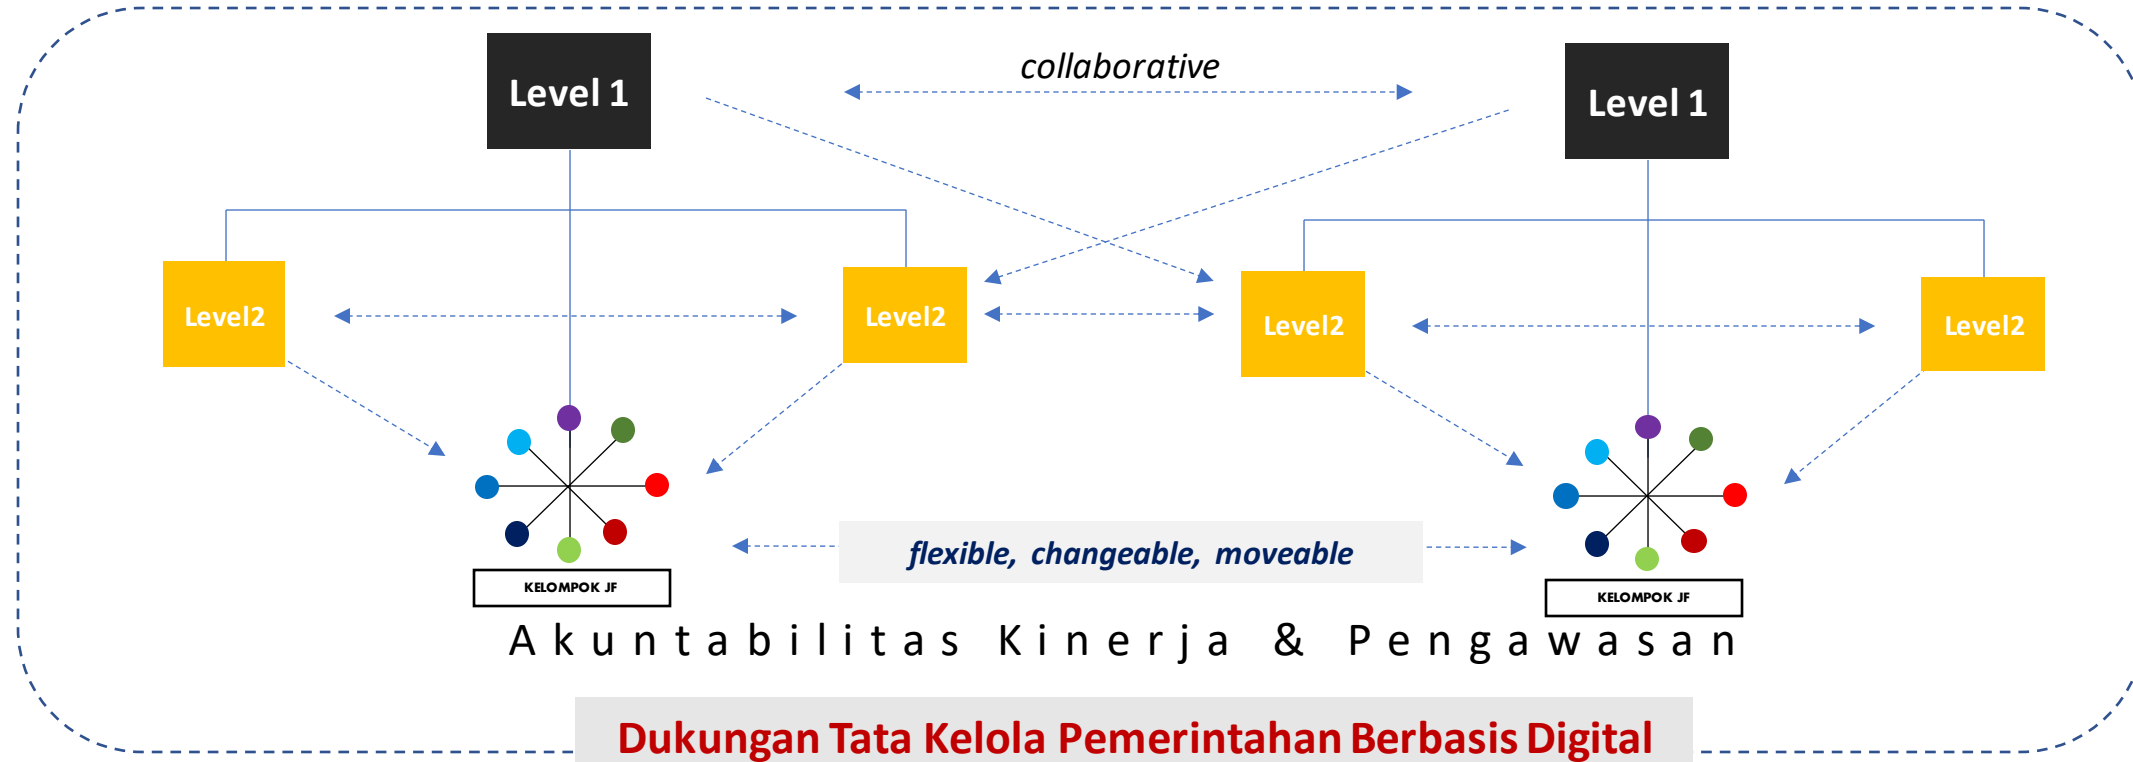 collaborative
Level 1
Level 1
Level2
Level2
Level2
Level2
flexible, changeable, moveable
KELOMPOK JF
KELOMPOK JF
Akuntabilitas Kinerja & Pengawasan
Dukungan Tata Kelola Pemerintahan Berbasis Digital